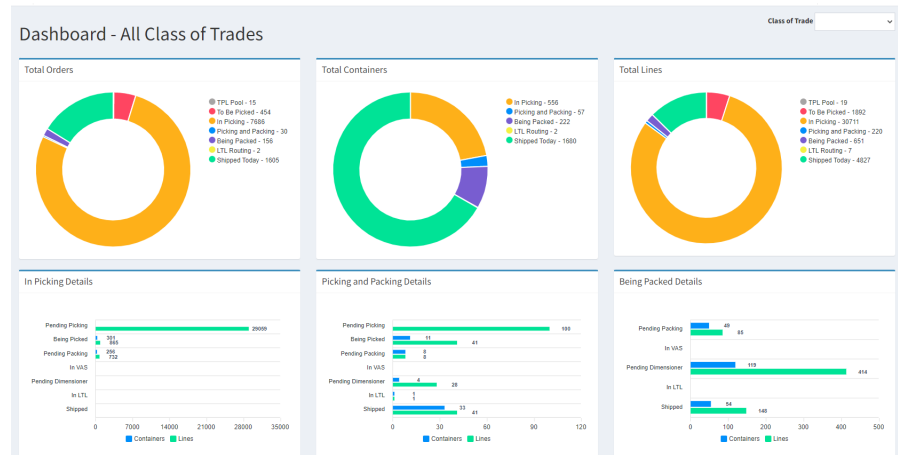 Dashboard - All Class of Trades
Class of Trade
Total Orders
TPL Pool - 15
To Be Picked - 454
In Picking - 7686
Picking and Packing - 30
Being Packed - 156
LTL Routing - 2
Shipped Today - 1605
Total Containers
In Picking - 556
Picking and Packing - 57
Being Packed - 222
LTL Routing - 2
Shipped Today - 1680
Total Lines
TPL Pool - 19
To Be Picked - 1892
In Picking - 30711
Picking and Packing - 220
Being Packed - 651
LTL Routing - 7
Shipped Today - 4827
In Picking Details
Pending Picking
29059
Being Picked
301
865
Pending Packing
256
732
In VAS
Pending Dimensioner
In LTL
Shipped
0 7000 14000 21000 28000 35000
Containers Lines
Picking and Packing Details
Pending Picking
100
Being Picked
11
41
Pending Packing
8
8
In VAS
Pending Dimensioner
4
28
In LTL
1
1
Shipped
33
41
0 30 60 90 120
Containers Lines
Being Packed Details
Pending Packing
49
85
In VAS
Pending Dimensioner
119
414
In LTL
Shipped
54
148
0 100 200 300 400 500
Containers Lines